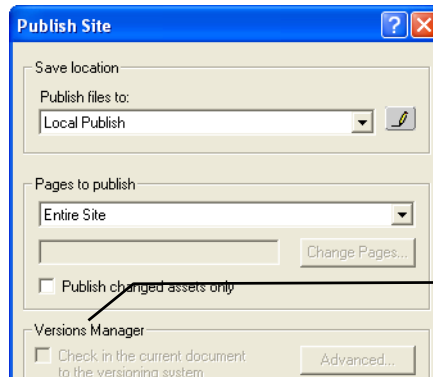 Publish Site
Save location
Publish files to:
Local Publish
Pages to publish
Entire Site
Change Pages...
Publish changed assets only
Versions Manager
Check in the current document
to the versioning system
Advanced...